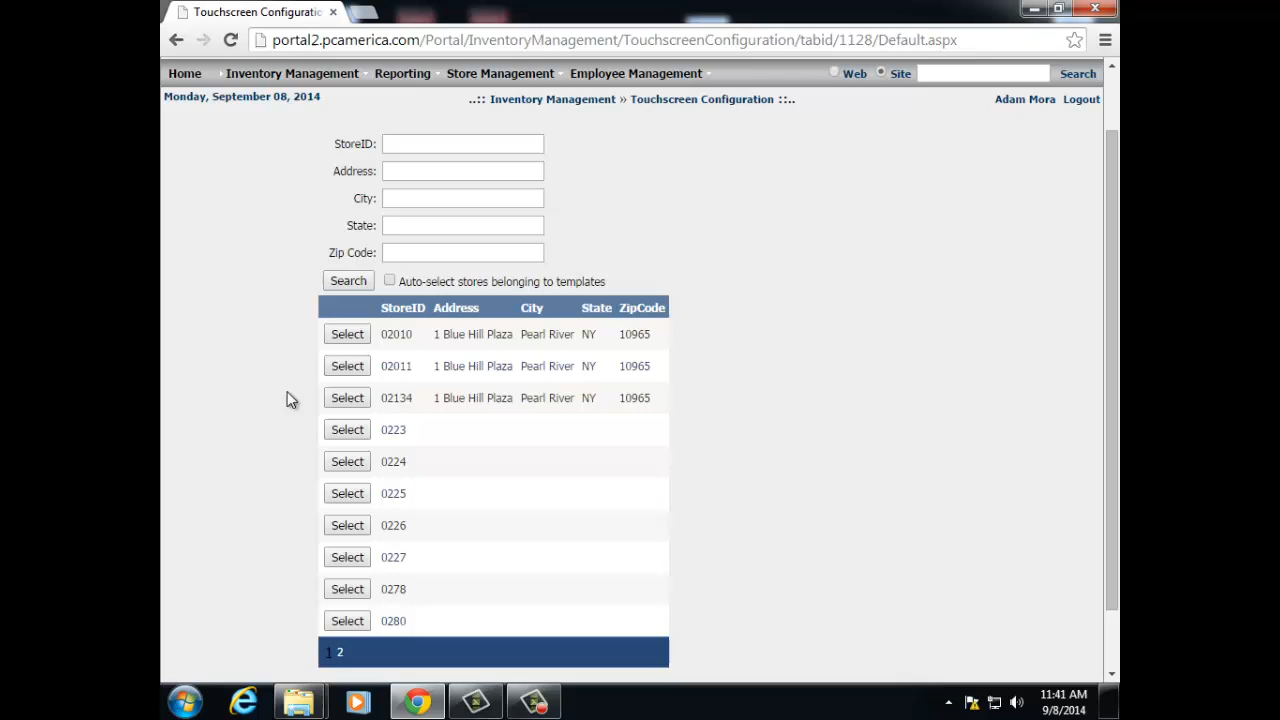 Touchscreen Configuratio
portal2.pcamerica.com/Portal/InventoryManagement/TouchscreenConfiguration/tabid/1128/Default.aspx
Home Inventory Management Reporting Store Management Employee Management Web Site Search
Monday, September 08, 2014 ..:: Inventory Management » Touchscreen Configuration ::.. Adam Mora Logout
StoreID:
Address:
City:
State:
Zip Code:
Search Auto-select stores belonging to templates
StoreID Address City State ZipCode
Select 02010 1 Blue Hill Plaza Pearl River NY 10965
Select 02011 1 Blue Hill Plaza Pearl River NY 10965
Select 02134 1 Blue Hill Plaza Pearl River NY 10965
Select 0223
Select 0224
Select 0225
Select 0226
Select 0227
Select 0278
Select 0280
1 2
11:41 AM
9/8/2014